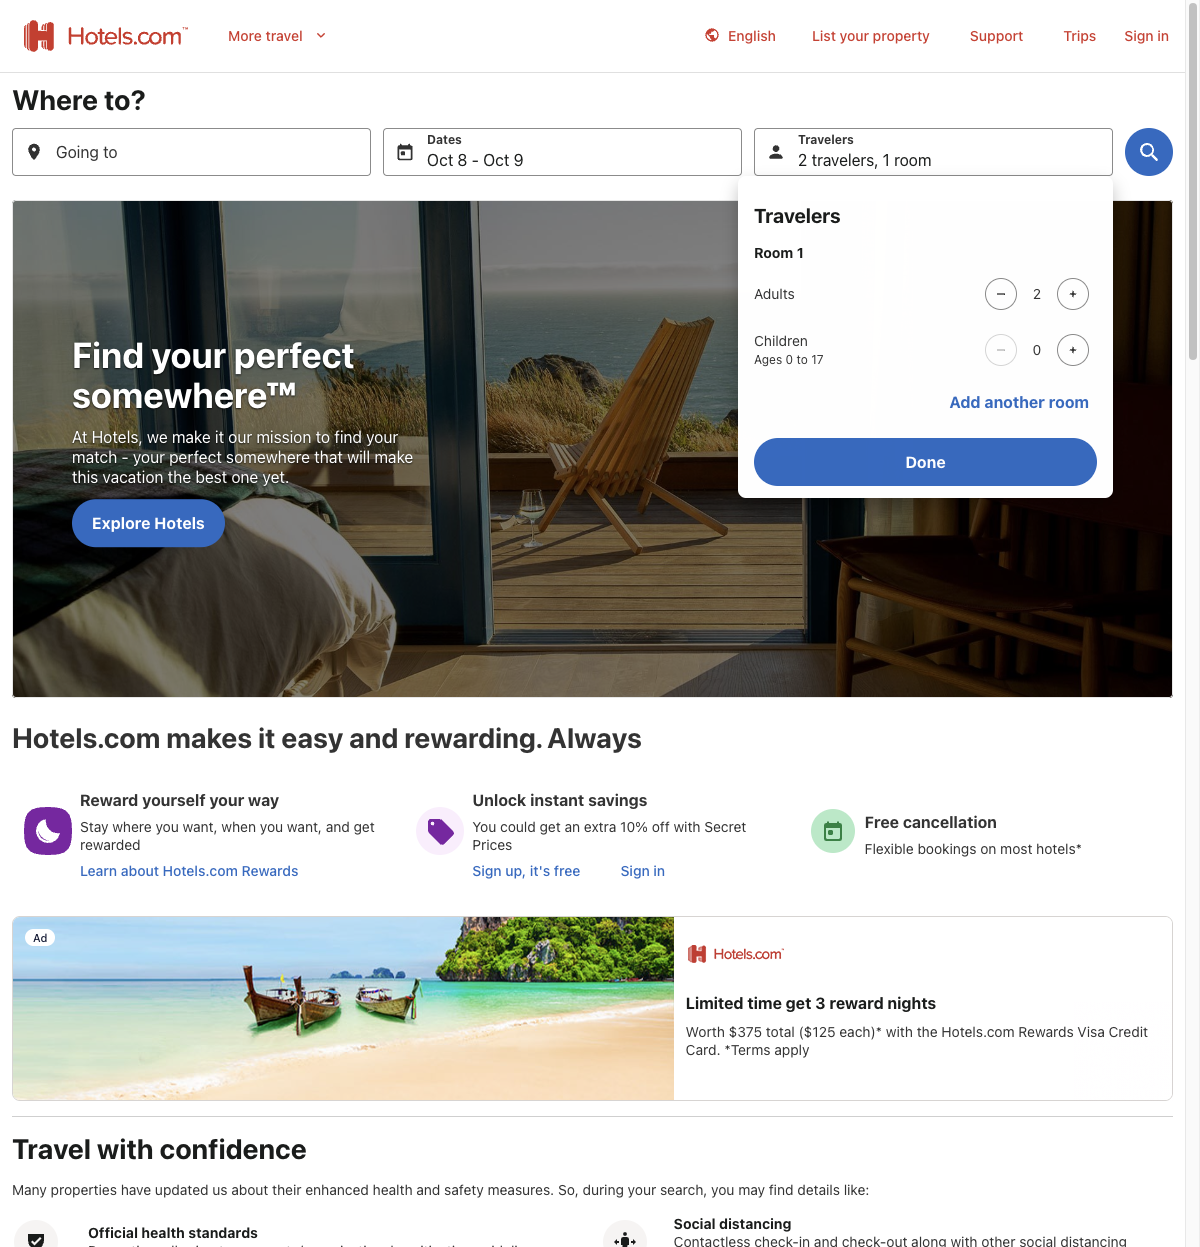 Hotels.com™
More travel
English
List your property
Support
Trips
Sign in
Where to?
Going to
Dates
Oct 8 - Oct 9
Travelers
2 travelers, 1 room
Travelers
Room 1
Adults
2
Children
Ages 0 to 17
0
Add another room
Done
Find your perfect
somewhere™
At Hotels, we make it our mission to find your
match - your perfect somewhere that will make
this vacation the best one yet.
Explore Hotels
Hotels.com makes it easy and rewarding. Always
Reward yourself your way
Stay where you want, when you want, and get
rewarded
Learn about Hotels.com Rewards
Unlock instant savings
You could get an extra 10% off with Secret
Prices
Sign up, it's free
Sign in
Free cancellation
Flexible bookings on most hotels*
Ad
Hotels.com
Limited time get 3 reward nights
Worth $375 total ($125 each)* with the Hotels.com Rewards Visa Credit
Card. *Terms apply
Travel with confidence
Many properties have updated us about their enhanced health and safety measures. So, during your search, you may find details like:
Official health standards
Social distancing
Contactless check-in and check-out along with other social distancing